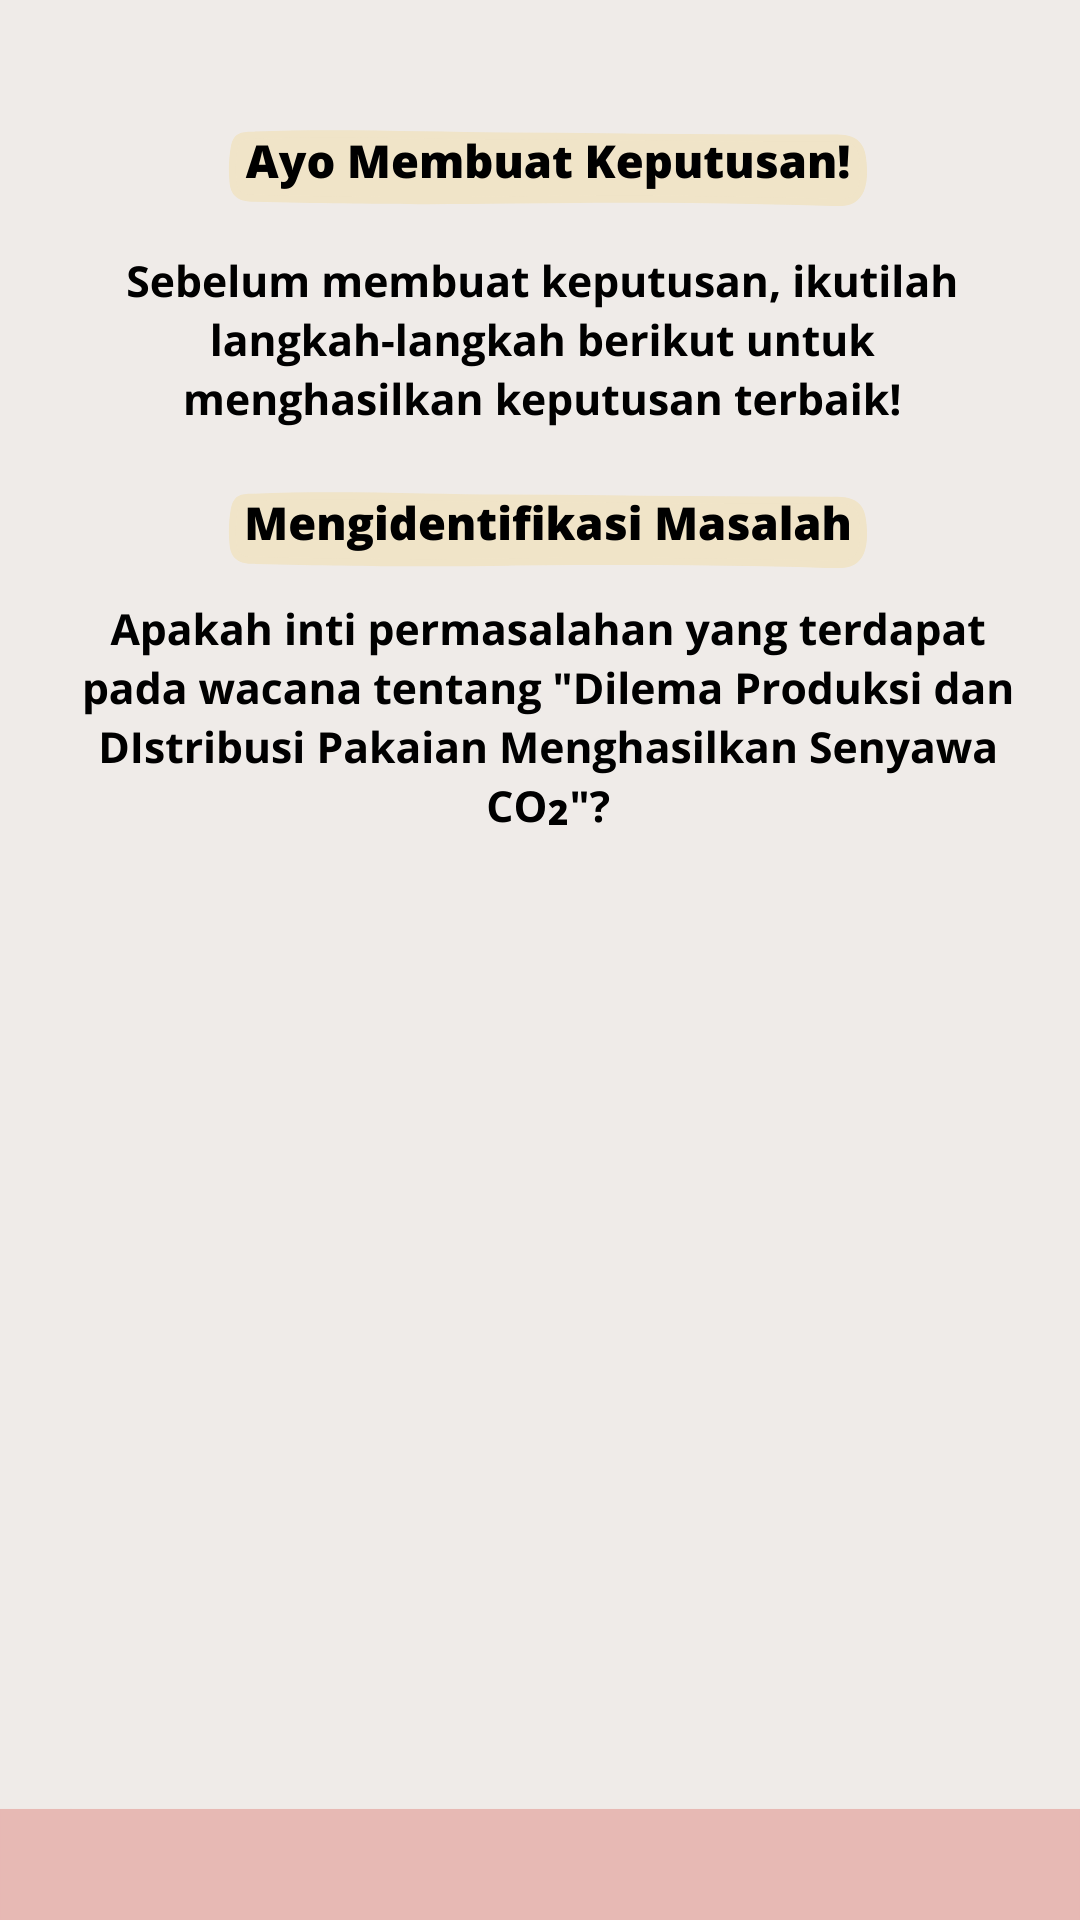 Ayo Membuat Keputusan!
Sebelum membuat keputusan, ikutilah
langkah-langkah berikut untuk
menghasilkan keputusan terbaik!
Mengidentifikasi Masalah
Apakah inti permasalahan yang terdapat
pada wacana tentang "Dilema Produksi dan
DIstribusi Pakaian Menghasilkan Senyawa
CO₂"?